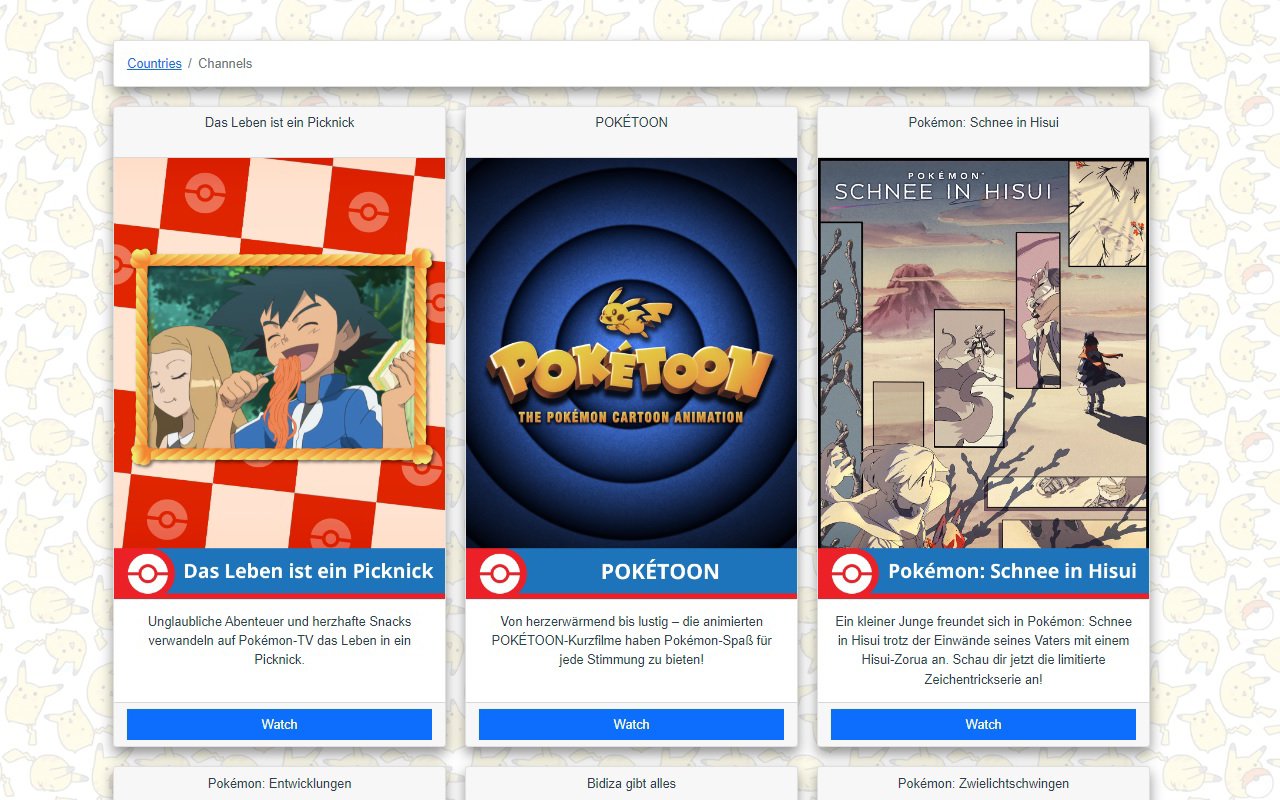 Countries / Channels
Das Leben ist ein Picknick
Das Leben ist ein Picknick
Unglaubliche Abenteuer und herzhafte Snacks
verwandeln auf Pokémon-TV das Leben in ein
Picknick.
Watch
POKÉTOON
POKÉTOON
THE POKÉMON CARTOON ANIMATION
POKÉTOON
Von herzerwärmend bis lustig – die animierten
POKÉTOON-Kurzfilme haben Pokémon-Spaß für
jede Stimmung zu bieten!
Watch
Pokémon: Schnee in Hisui
POKÉMON™
SCHNEE IN HISUI
Pokémon: Schnee in Hisui
Ein kleiner Junge freundet sich in Pokémon: Schnee
in Hisui trotz der Einwände seines Vaters mit einem
Hisui-Zorua an. Schau dir jetzt die limitierte
Zeichentrickserie an!
Watch
Pokémon: Entwicklungen
Bidiza gibt alles
Pokémon: Zwielichtschwingen